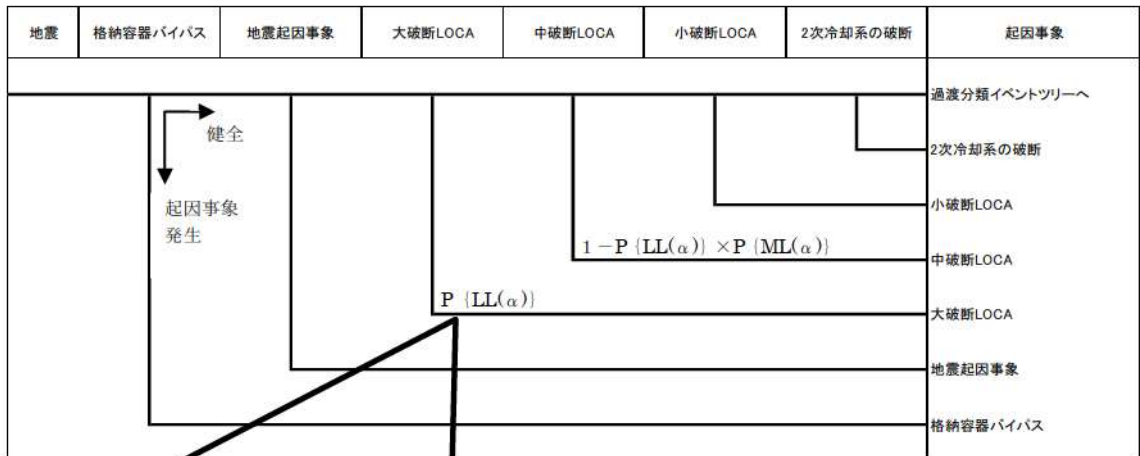 地震 格納容器バイパス 地震起因事象 大破断LOCA 中破断LOCA 小破断LOCA 2次冷却系の破断 起因事象
過渡分類イベントツリーへ
健全
2次冷却系の破断
起因事象
発生
小破断LOCA
1－P {LL(α)} ×P {ML(α)}
中破断LOCA
P {LL(α)}
大破断LOCA
地震起因事象
格納容器バイパス